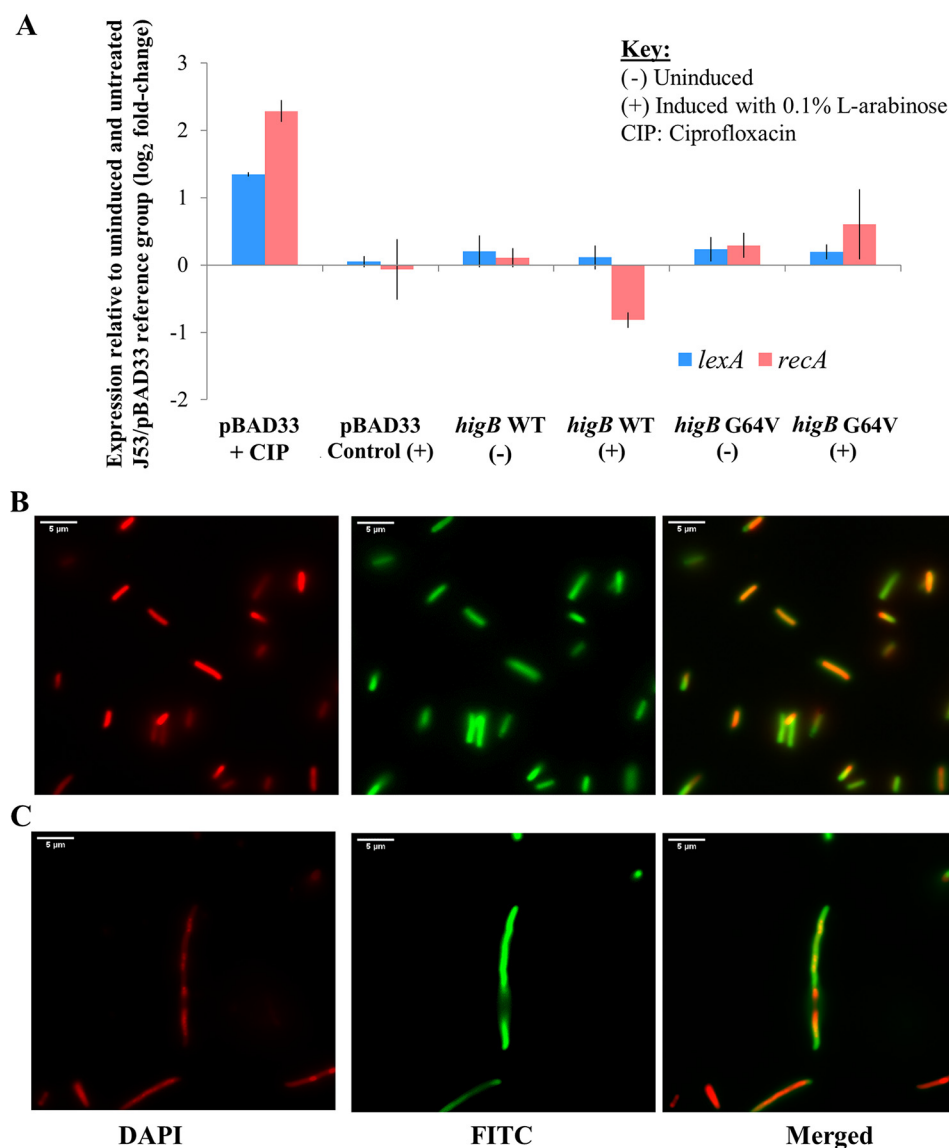 A
Expression relative to uninduced and untreated
J53/pBAD33 reference group (log2 fold-change)
3
2
1
0
-1
-2
Key:
(-) Uninduced
(+) Induced with 0.1% L-arabinose
CIP: Ciprofloxacin
lexA recA
pBAD33 pBAD33 higB WT higB WT higB G64V higB G64V
+ CIP Control (+) (-) (+) (-) (+)
B
5 µm 5 µm 5 µm
C
5 µm 5 µm 5 µm
DAPI FITC Merged